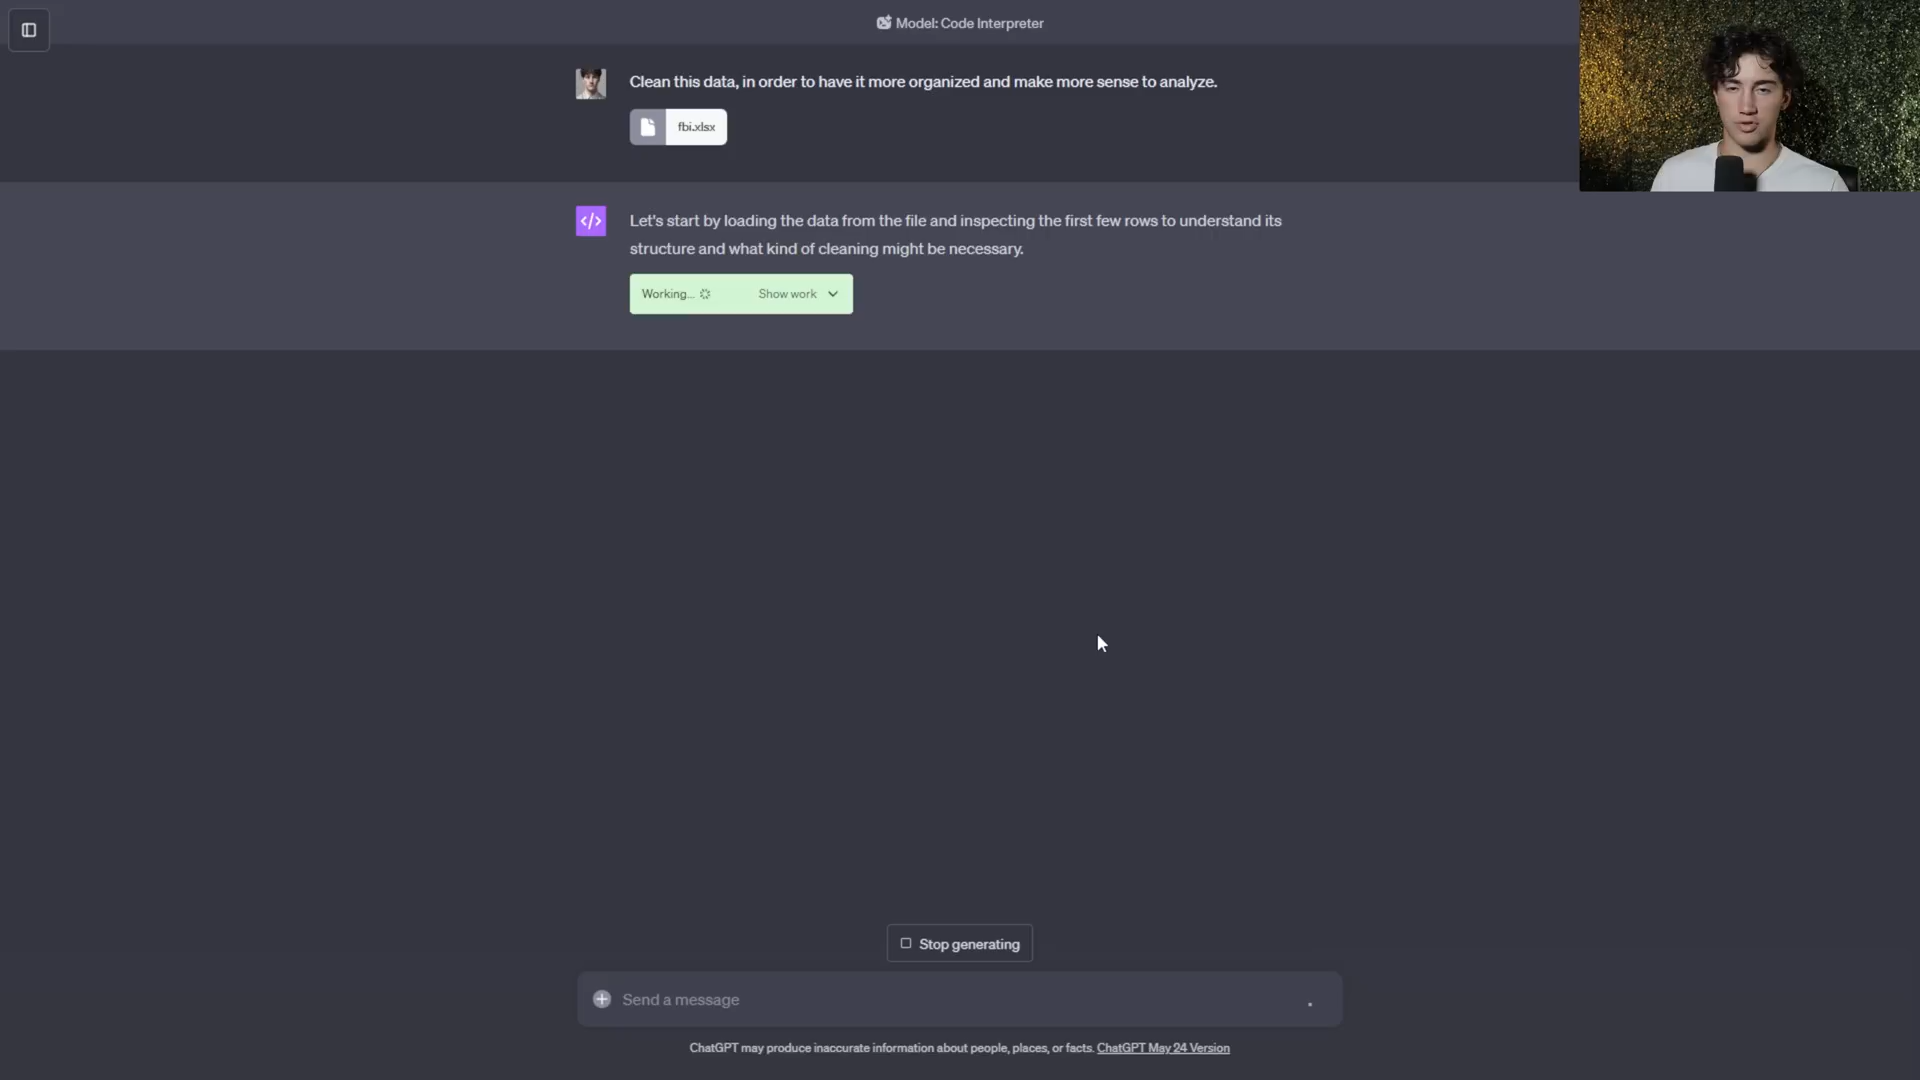 Model: Code Interpreter
Clean this data, in order to have it more organized and make more sense to analyze.
fbi.xlsx
Let's start by loading the data from the file and inspecting the first few rows to understand its
structure and what kind of cleaning might be necessary.
Working... Show work
Stop generating
Send a message
ChatGPT may produce inaccurate information about people, places, or facts. ChatGPT May 24 Version